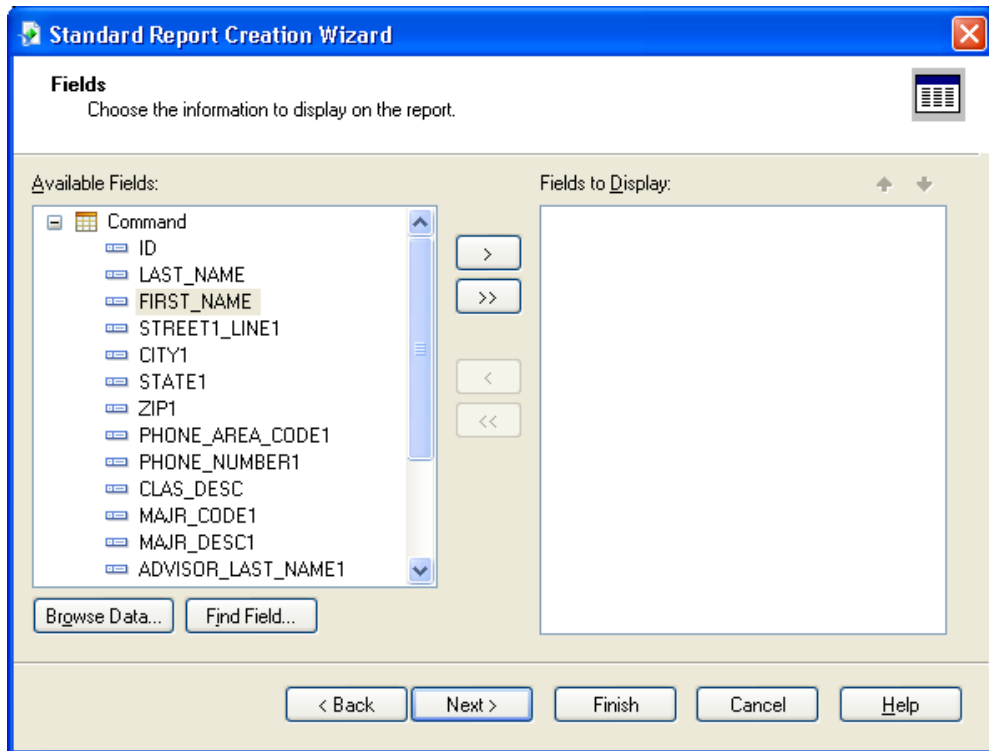 Standard Report Creation Wizard
Fields
Choose the information to display on the report.
Available Fields:
Fields to Display:
Command
ID
LAST_NAME
FIRST_NAME
STREET1_LINE1
CITY1
STATE1
ZIP1
PHONE_AREA_CODE1
PHONE_NUMBER1
CLAS_DESC
MAJR_CODE1
MAJR_DESC1
ADVISOR_LAST_NAME1
>
>>
<
<<
Browse Data... Find Field...
< Back Next > Finish Cancel Help